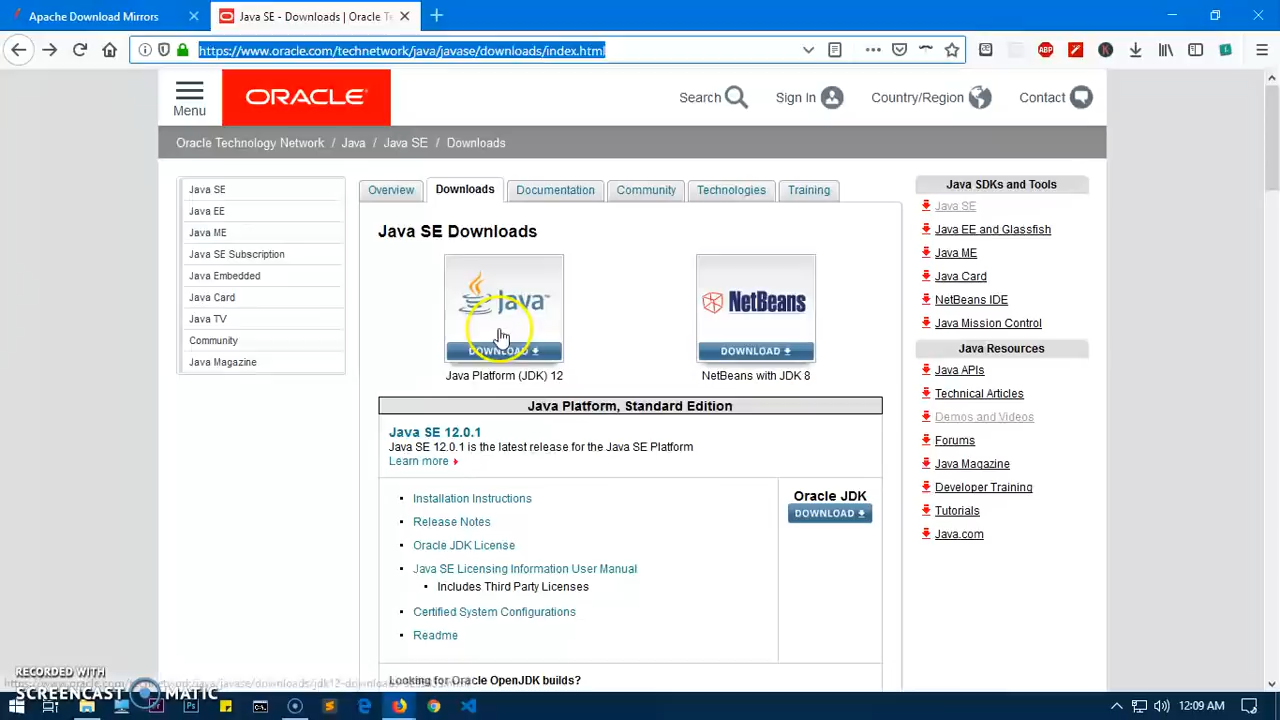 Apache Download Mirrors
Java SE - Downloads | Oracle Te
https://www.oracle.com/technetwork/java/javase/downloads/index.html
ABP
Menu
ORACLE
Search
Sign In
Country/Region
Contact
Oracle Technology Network / Java / Java SE / Downloads
Java SE
Java EE
Java ME
Java SE Subscription
Java Embedded
Java Card
Java TV
Community
Java Magazine
Overview
Downloads
Documentation
Community
Technologies
Training
Java SE Downloads
Java
DOWNLOAD
Java Platform (JDK) 12
NetBeans
DOWNLOAD
NetBeans with JDK 8
Java Platform, Standard Edition
Java SE 12.0.1
Java SE 12.0.1 is the latest release for the Java SE Platform
Learn more
Installation Instructions
Release Notes
Oracle JDK License
Java SE Licensing Information User Manual
Includes Third Party Licenses
Certified System Configurations
Readme
Oracle JDK
DOWNLOAD
Looking for Oracle OpenJDK builds?
Java SDKs and Tools
Java SE
Java EE and Glassfish
Java ME
Java Card
NetBeans IDE
Java Mission Control
Java Resources
Java APIs
Technical Articles
Demos and Videos
Forums
Java Magazine
Developer Training
Tutorials
Java.com
RECORDED WITH
SCREENCAST MATIC
12:09 AM